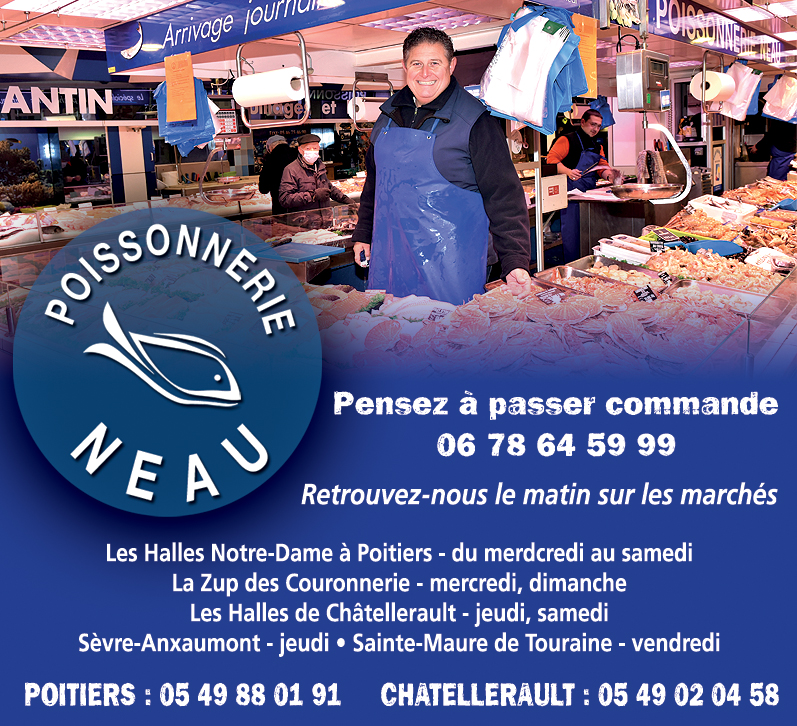 Arrivage journalier
POISSONNERIE NEAU
ANTIN
POISSONNERIE
NEAU
Pensez à passer commande
06 78 64 59 99
Retrouvez-nous le matin sur les marchés
Les Halles Notre-Dame à Poitiers - du merdcredi au samedi
La Zup des Couronnerie - mercredi, dimanche
Les Halles de Châtellerault - jeudi, samedi
Sèvre-Anxaumont - jeudi • Sainte-Maure de Touraine - vendredi
POITIERS : 05 49 88 01 91 CHATELLERAULT : 05 49 02 04 58